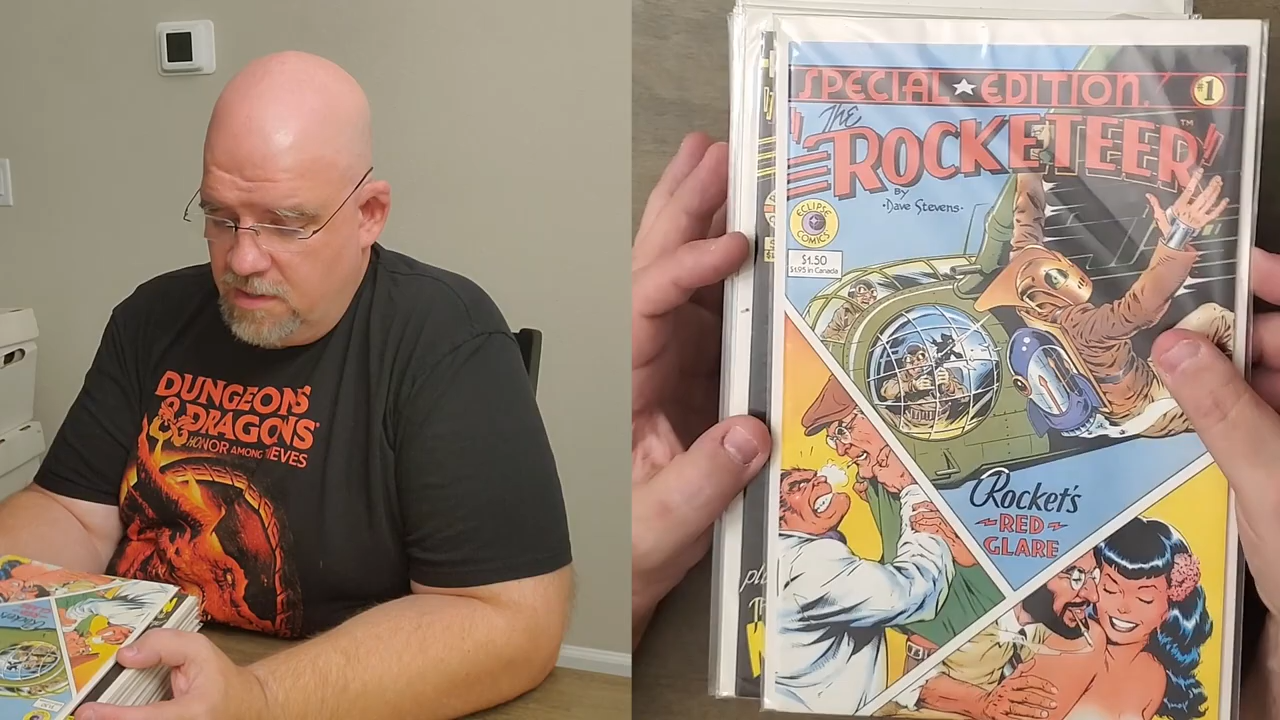 DUNGEONS
& DRAGONS
HONOR AMONG THIEVES
SPECIAL ★ EDITION!
#1
The
ROCKETEER™
BY
·Dave Stevens·
ECLIPSE
COMICS
$1.50
$1.95 in Canada
Rocket's
RED
GLARE